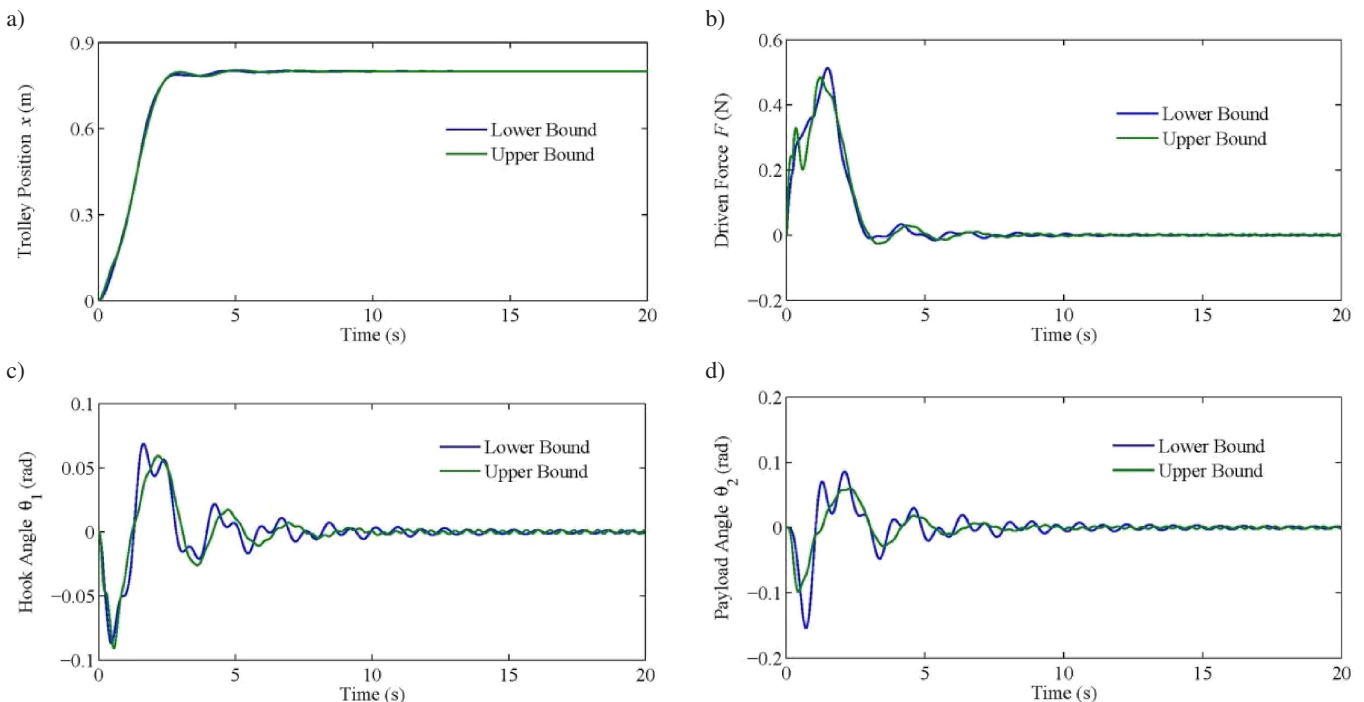 a)
0.9
0.6
0.3
0
Trolley Position x (m)
Lower Bound
Upper Bound
0 5 10 15 20
Time (s)
b)
0.6
0.4
0.2
0
−0.2
Driven Force F (N)
Lower Bound
Upper Bound
0 5 10 15 20
Time (s)
c)
0.1
0.05
0
−0.05
−0.1
Hook Angle θ1 (rad)
Lower Bound
Upper Bound
0 5 10 15 20
Time (s)
d)
0.2
0.1
0
−0.1
−0.2
Payload Angle θ2 (rad)
Lower Bound
Upper Bound
0 5 10 15 20
Time (s)